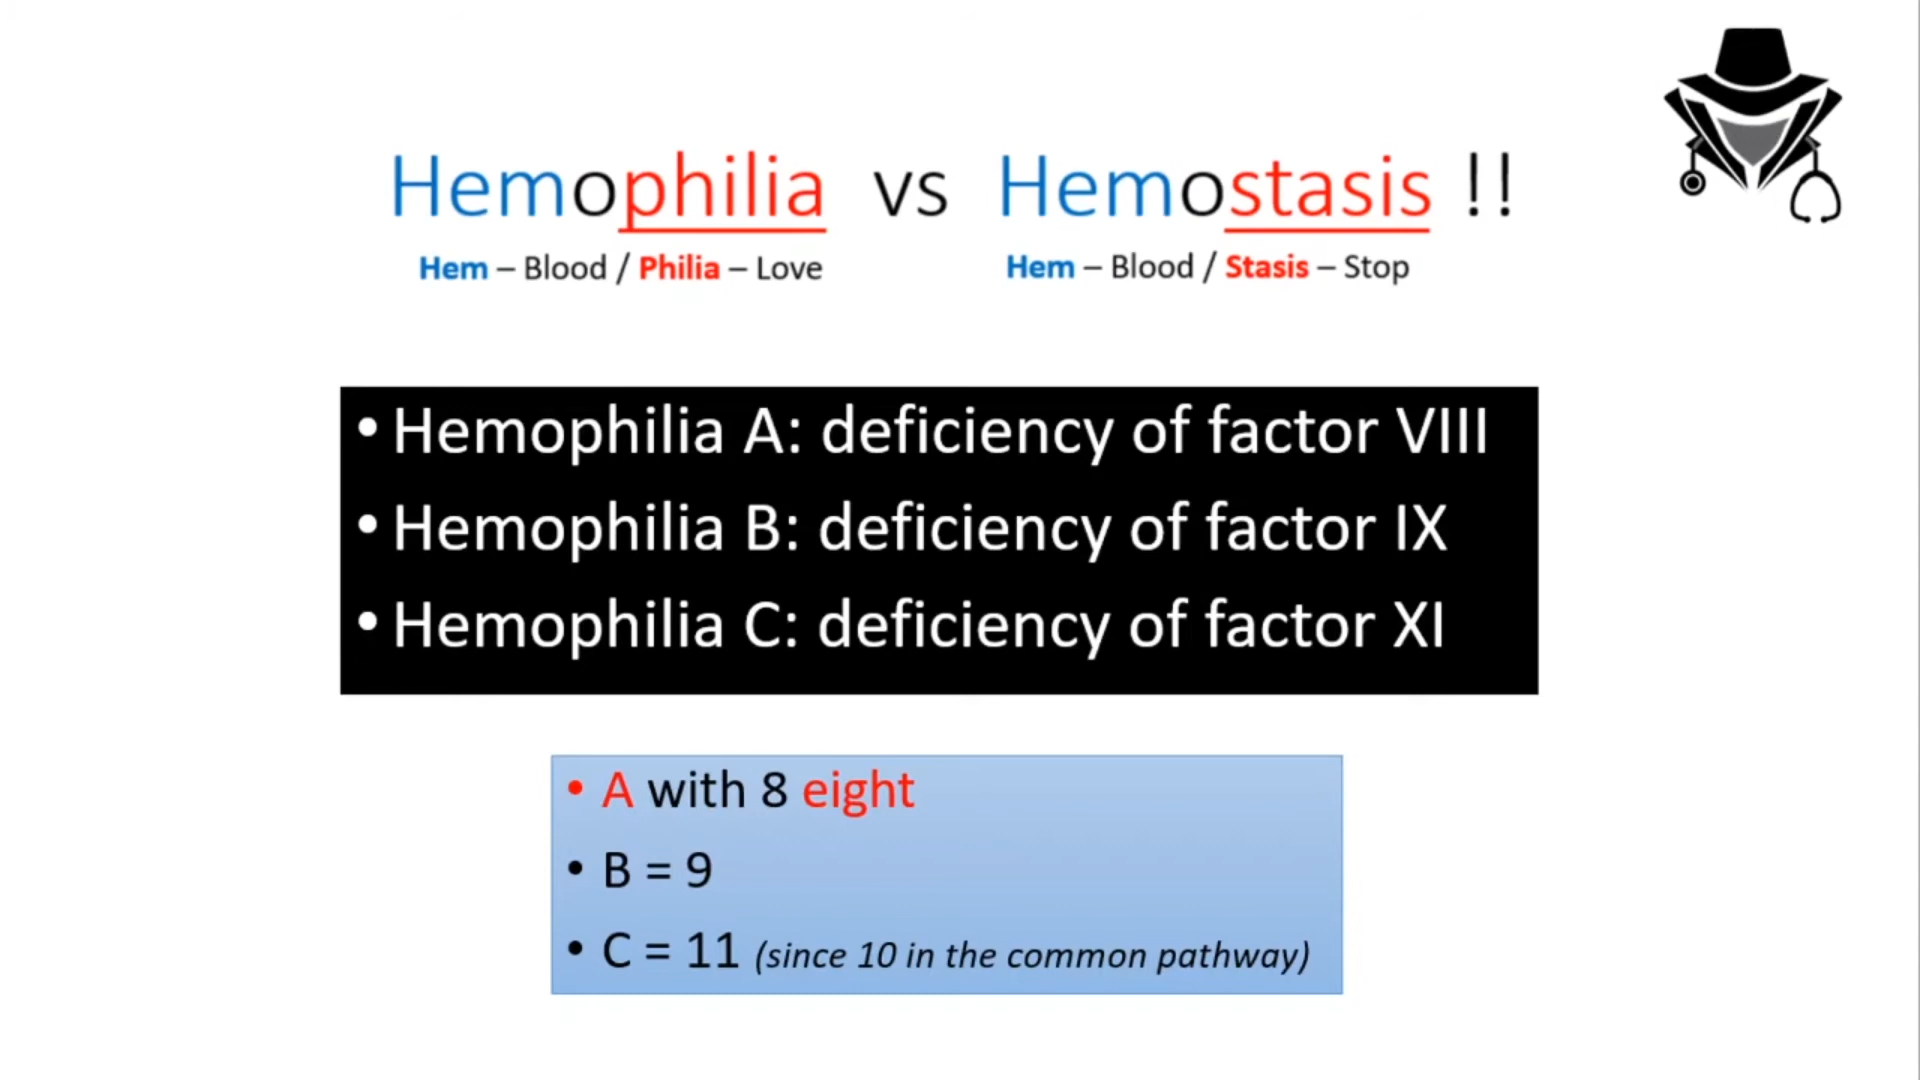 Hemophilia vs Hemostasis !!
Hem – Blood / Philia – Love
Hem – Blood / Stasis – Stop
• Hemophilia A: deficiency of factor VIII
• Hemophilia B: deficiency of factor IX
• Hemophilia C: deficiency of factor XI
• A with 8 eight
• B = 9
• C = 11 (since 10 in the common pathway)